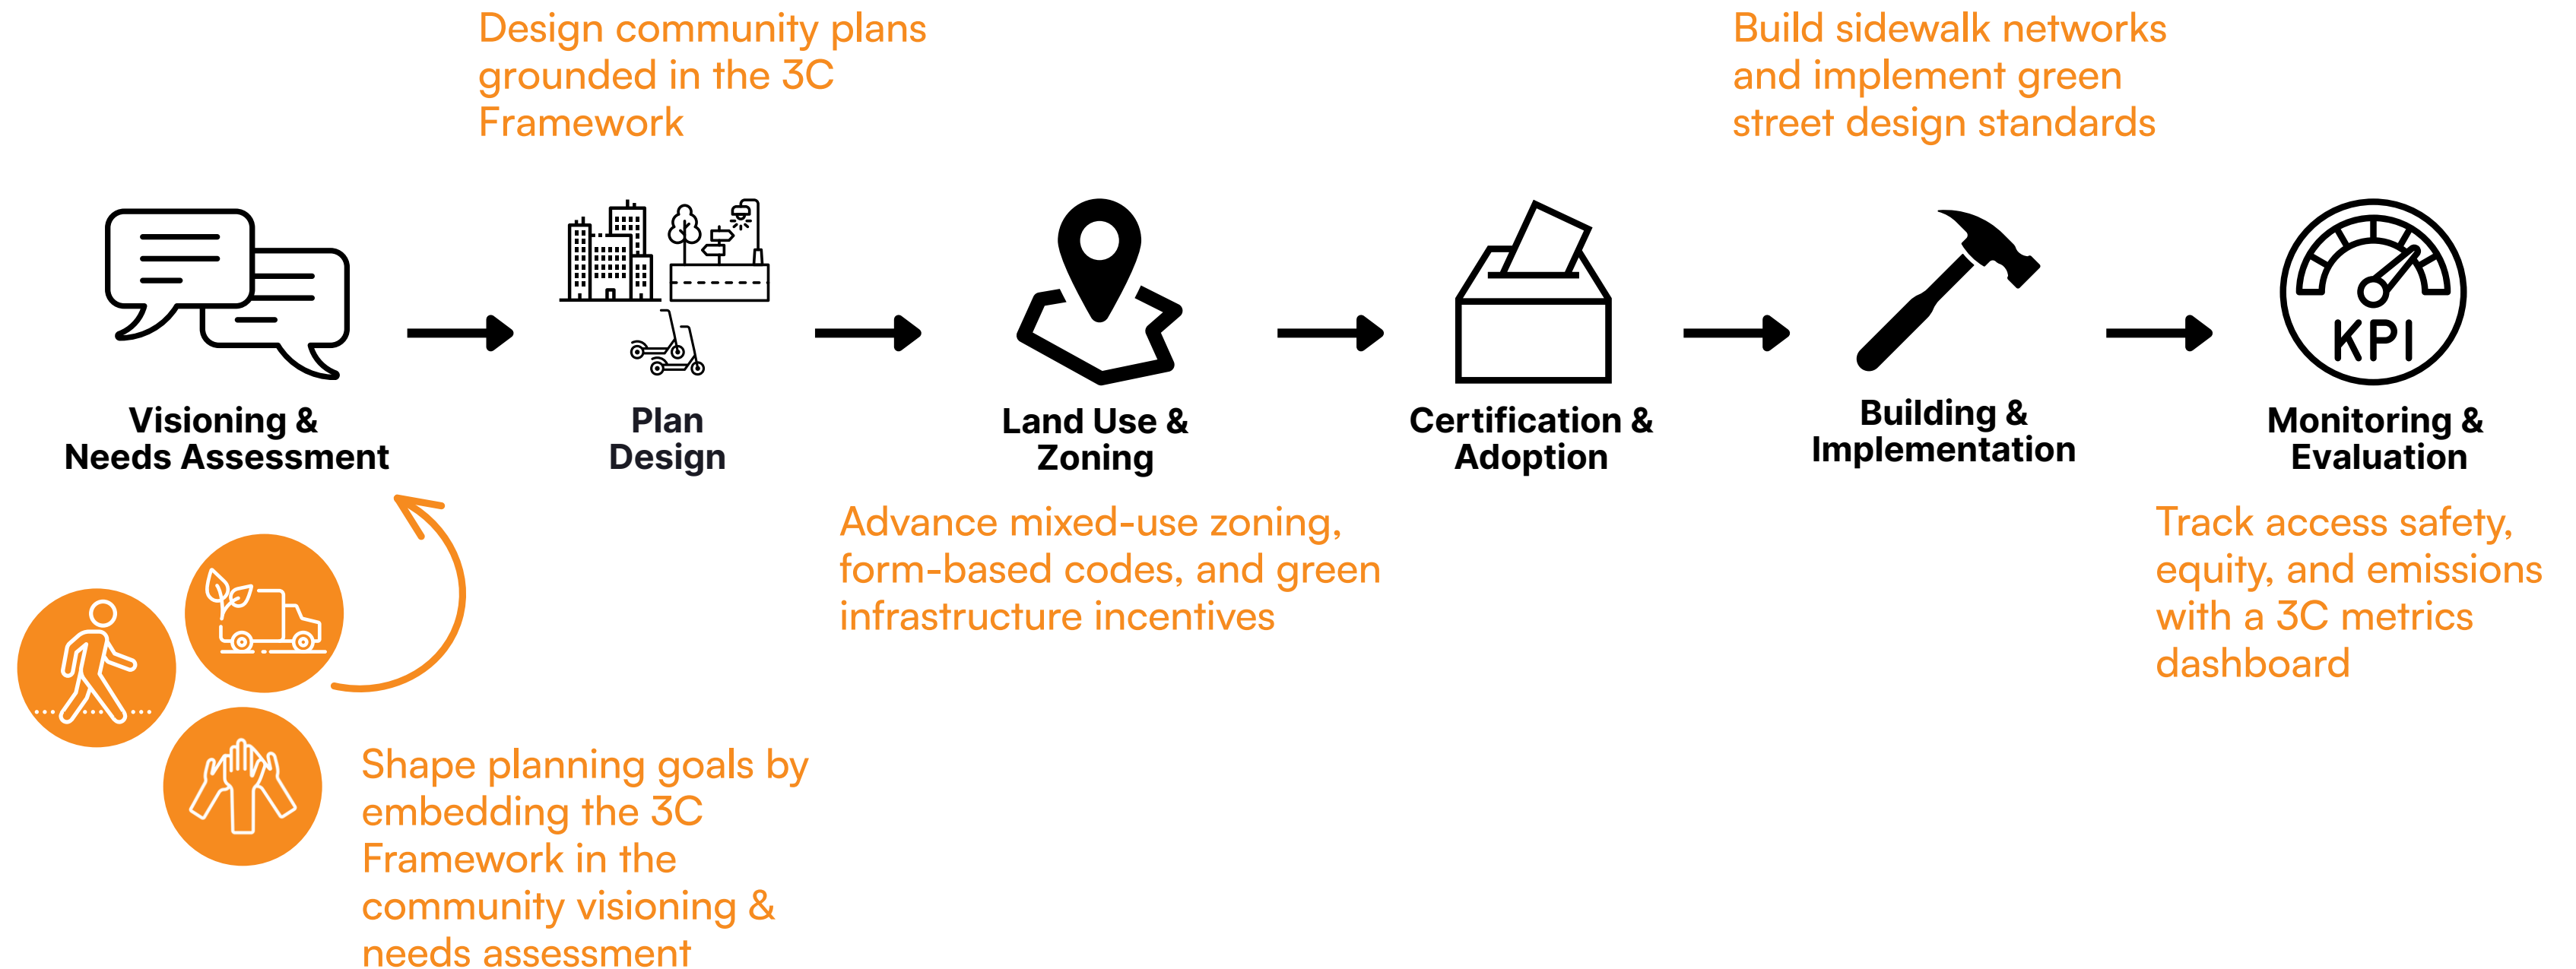 Design community plans
grounded in the 3C
Framework
Build sidewalk networks
and implement green
street design standards
KPI
Visioning &
Needs Assessment
Plan
Design
Land Use &
Zoning
Certification &
Adoption
Building &
Implementation
Monitoring &
Evaluation
Advance mixed-use zoning,
form-based codes, and green
infrastructure incentives
Track access safety,
equity, and emissions
with a 3C metrics
dashboard
Shape planning goals by
embedding the 3C
Framework in the
community visioning &
needs assessment